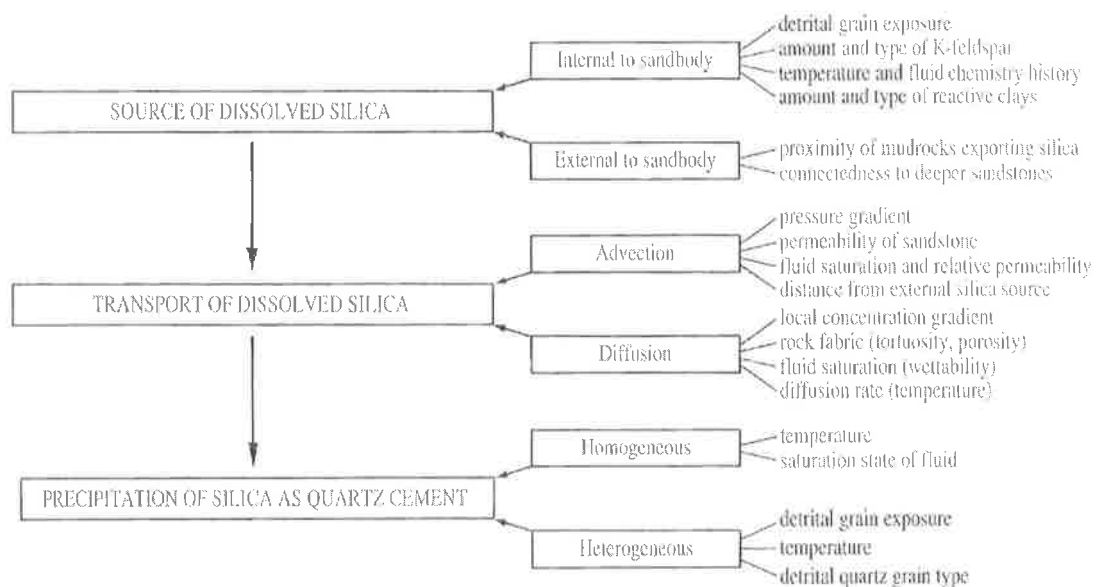 detrital grain exposure
amount and type of K-feldspar
Internal to sandbody
temperature and fluid chemistry history
amount and type of reactive clays
SOURCE OF DISSOLVED SILICA
External to sandbody
proximity of mudrocks exporting silica
connectedness to deeper sandstones
pressure gradient
permeability of sandstone
Advection
fluid saturation and relative permeability
distance from external silica source
TRANSPORT OF DISSOLVED SILICA
local concentration gradient
rock fabric (tortuosity, porosity)
Diffusion
fluid saturation (wettability)
diffusion rate (temperature)
Homogeneous
temperature
saturation state of fluid
PRECIPITATION OF SILICA AS QUARTZ CEMENT
detrital grain exposure
Heterogeneous
temperature
detrital quartz grain type